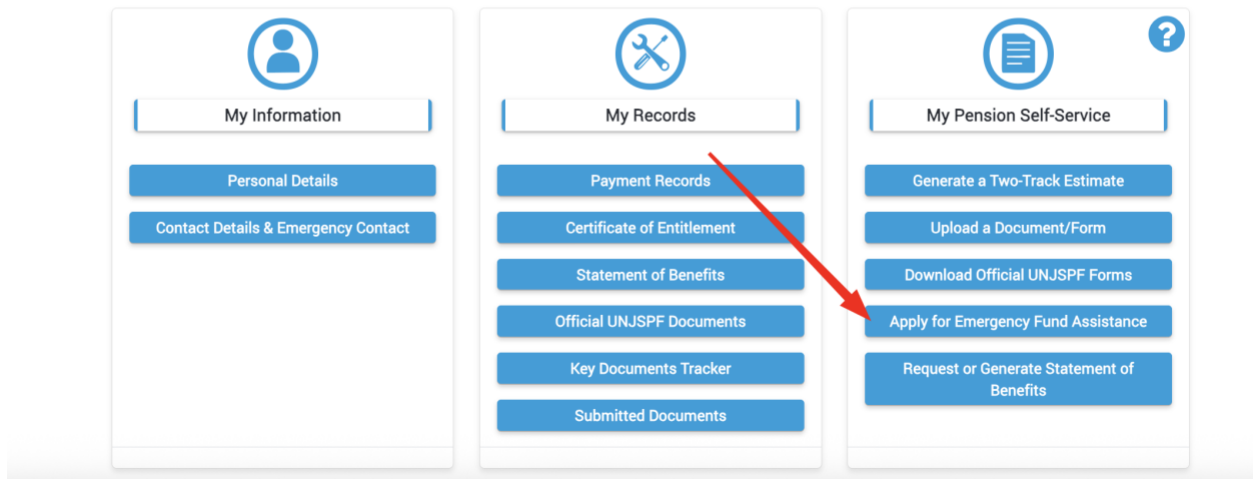 ?
My Information
Personal Details
Contact Details & Emergency Contact
My Records
Payment Records
Certificate of Entitlement
Statement of Benefits
Official UNJSPF Documents
Key Documents Tracker
Submitted Documents
My Pension Self-Service
Generate a Two-Track Estimate
Upload a Document/Form
Download Official UNJSPF Forms
Apply for Emergency Fund Assistance
Request or Generate Statement of
Benefits